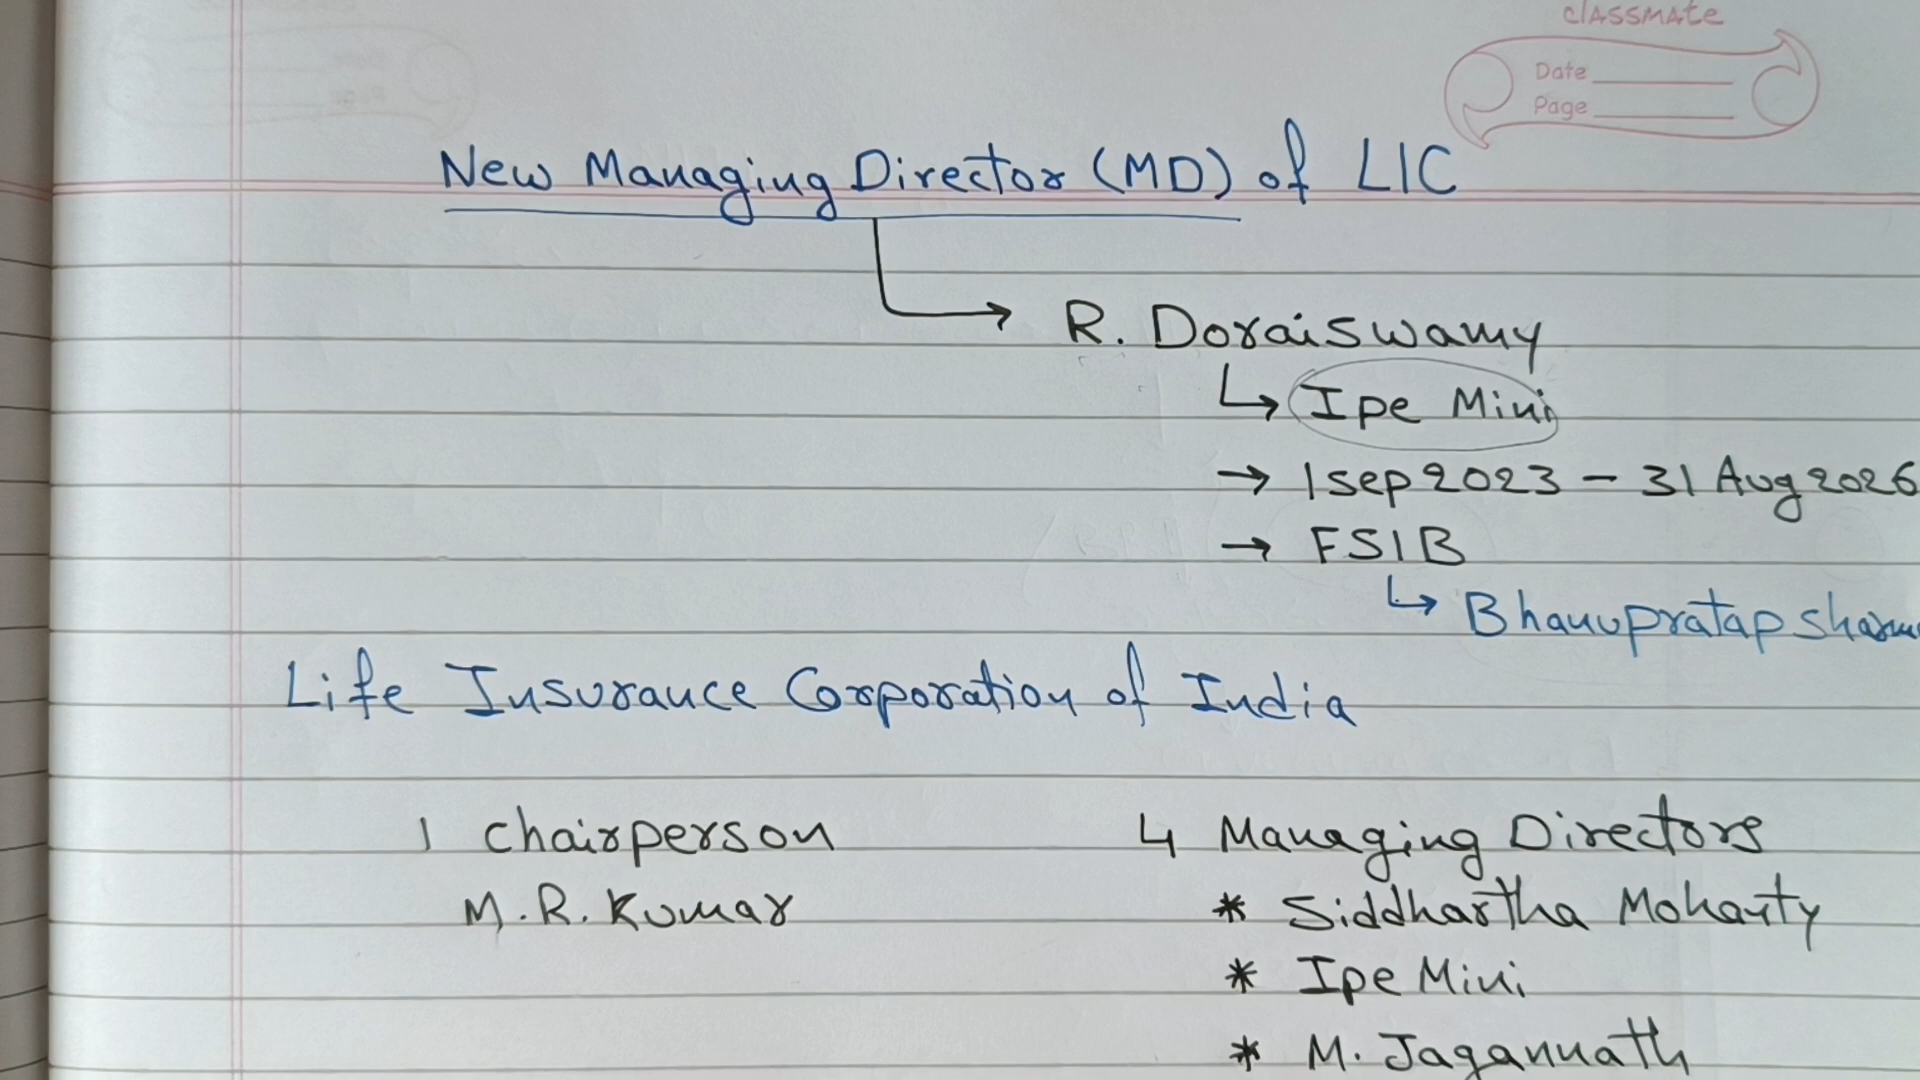 classmate
Date
Page
New Managing Director (MD) of LIC
→ R. Doraiswamy
↳ Ipe Mini
→ 1 sep 2023 - 31 Aug 2026
→ FSIB
↳ Bhanupratap sharma
Life Insurance Corporation of India
1 Chairperson 4 Managing Directors
M.R. Kumar * Siddhartha Mohanty
* Ipe Mini
* M. Jagannath